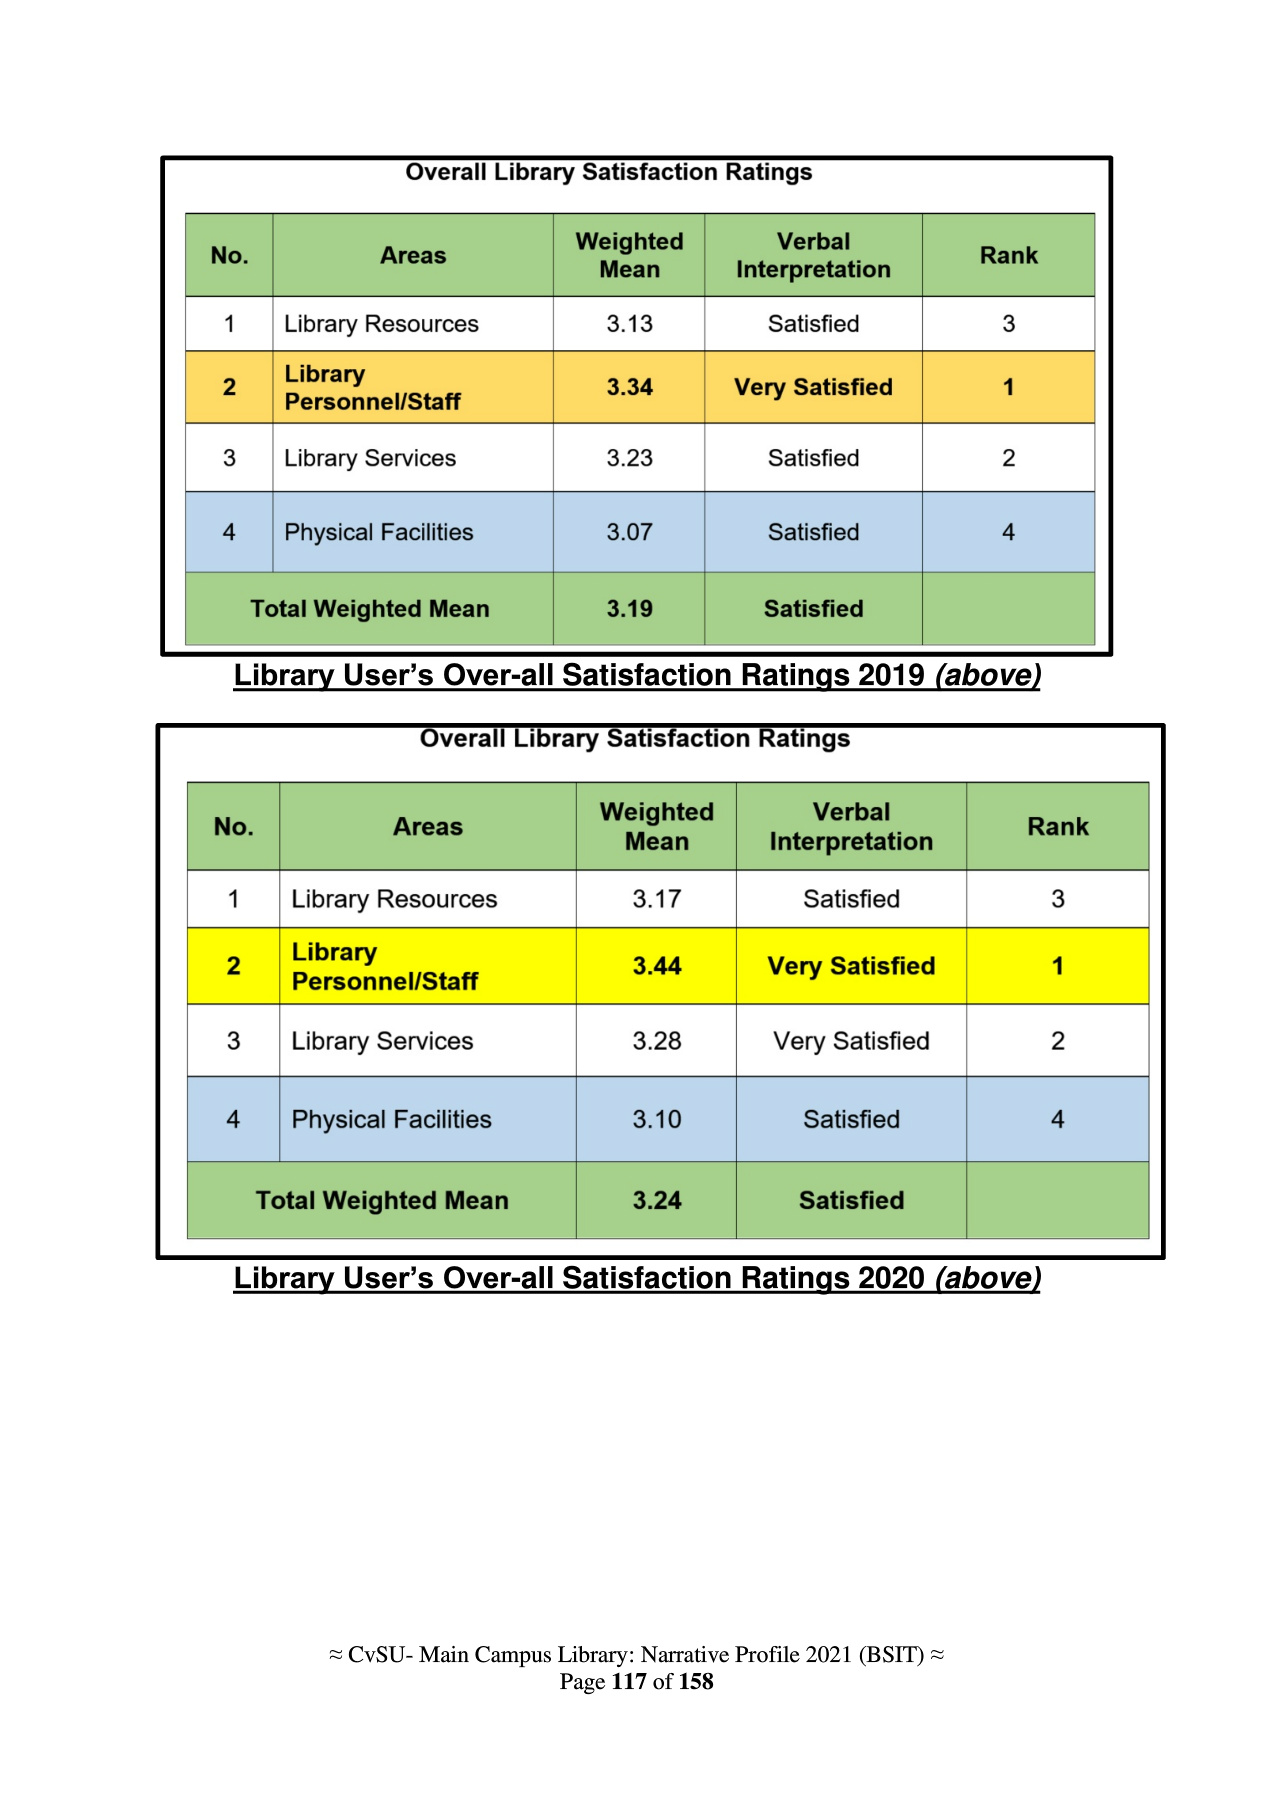 Overall Library Satisfaction Ratings
No. Areas Weighted Mean Verbal Interpretation Rank
1 Library Resources 3.13 Satisfied 3
2 Library Personnel/Staff 3.34 Very Satisfied 1
3 Library Services 3.23 Satisfied 2
4 Physical Facilities 3.07 Satisfied 4
Total Weighted Mean 3.19 Satisfied
Library User’s Over-all Satisfaction Ratings 2019 (above)
Overall Library Satisfaction Ratings
No. Areas Weighted Mean Verbal Interpretation Rank
1 Library Resources 3.17 Satisfied 3
2 Library Personnel/Staff 3.44 Very Satisfied 1
3 Library Services 3.28 Very Satisfied 2
4 Physical Facilities 3.10 Satisfied 4
Total Weighted Mean 3.24 Satisfied
Library User’s Over-all Satisfaction Ratings 2020 (above)
≈ CvSU- Main Campus Library: Narrative Profile 2021 (BSIT) ≈
Page 117 of 158